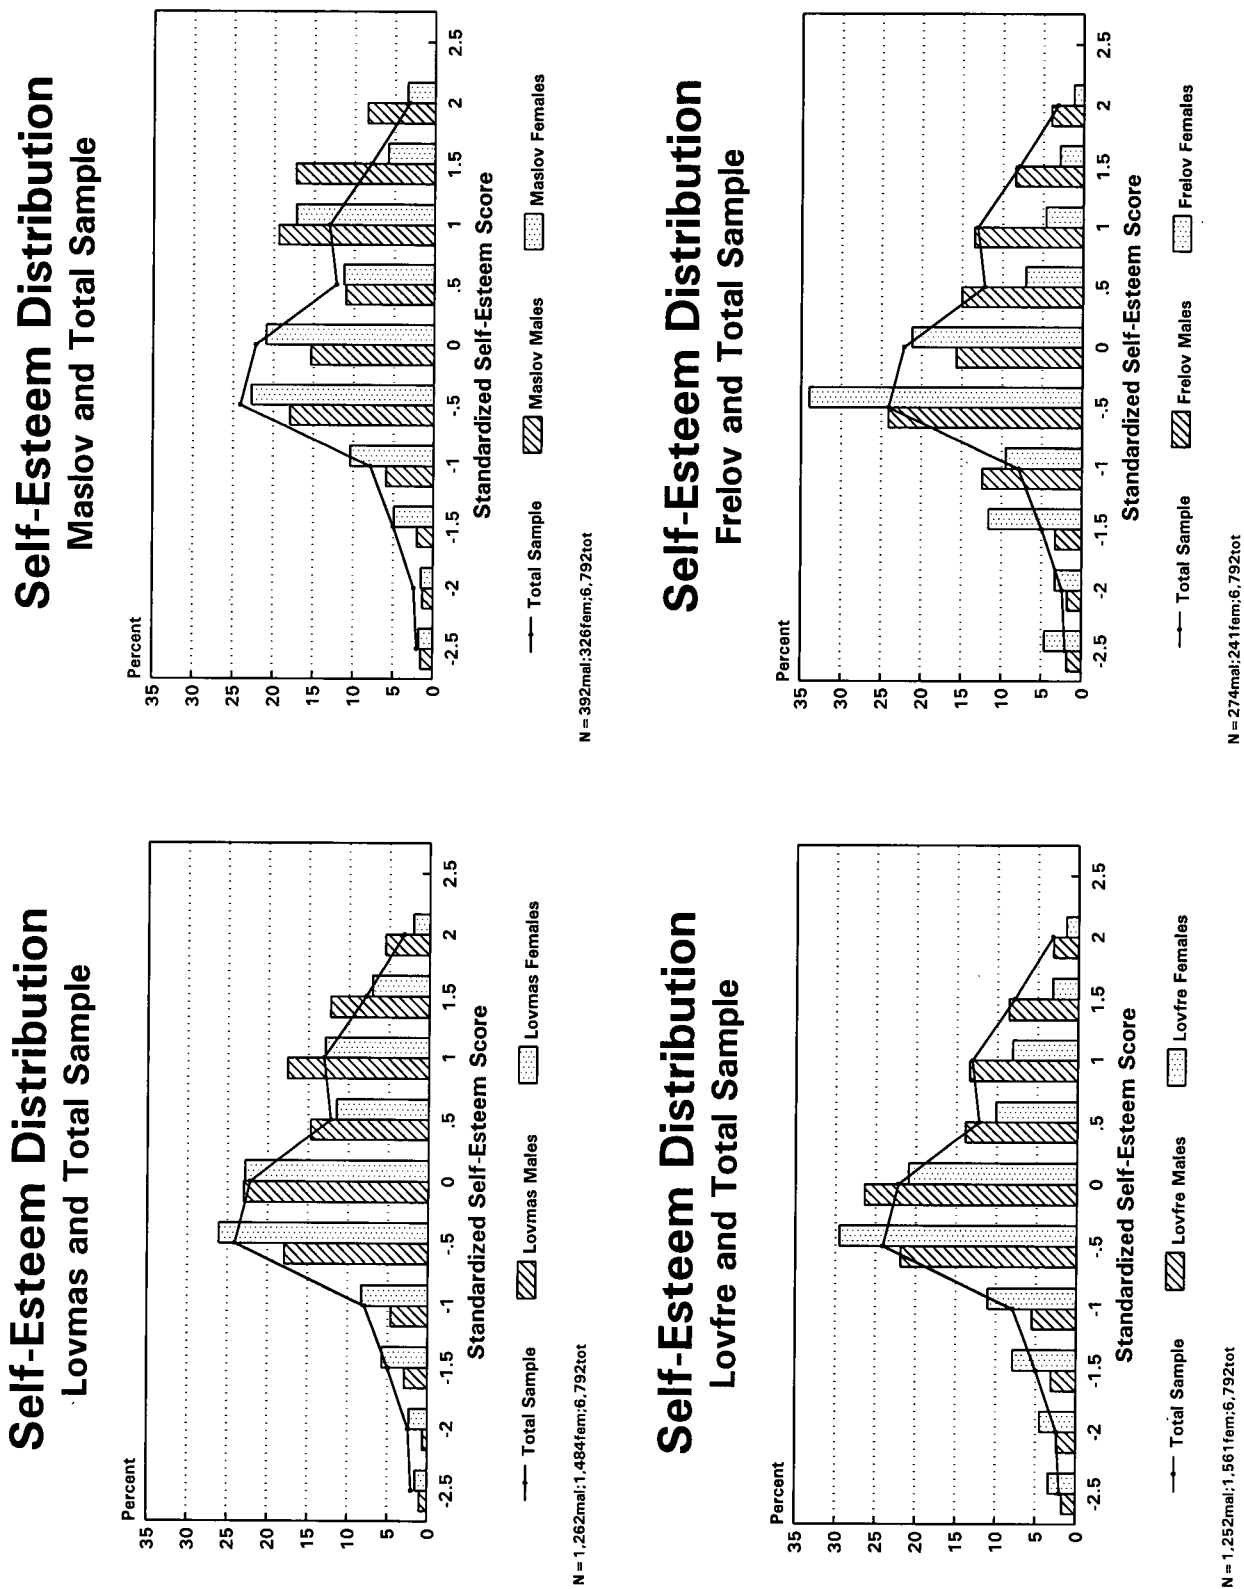 Self-Esteem Distribution
Lovmas and Total Sample
Percent
35
30
25
20
15
10
5
0
-2.5 -2 -1.5 -1 -.5 0 .5 1 1.5 2 2.5
Standardized Self-Esteem Score
Total Sample Lovmas Males Lovmas Females
N=1,262mal;1,484fem;6,792tot
Self-Esteem Distribution
Maslov and Total Sample
Percent
35
30
25
20
15
10
5
0
-2.5 -2 -1.5 -1 -.5 0 .5 1 1.5 2 2.5
Standardized Self-Esteem Score
Total Sample Maslov Males Maslov Females
N=392mal;326fem;6,792tot
Self-Esteem Distribution
Lovfre and Total Sample
Percent
35
30
25
20
15
10
5
0
-2.5 -2 -1.5 -1 -.5 0 .5 1 1.5 2 2.5
Standardized Self-Esteem Score
Total Sample Lovfre Males Lovfre Females
N=1,252mal;1,561fem;6,792tot
Self-Esteem Distribution
Frelov and Total Sample
Percent
35
30
25
20
15
10
5
0
-2.5 -2 -1.5 -1 -.5 0 .5 1 1.5 2 2.5
Standardized Self-Esteem Score
Total Sample Frelov Males Frelov Females
N=274mal;241fem;6,792tot